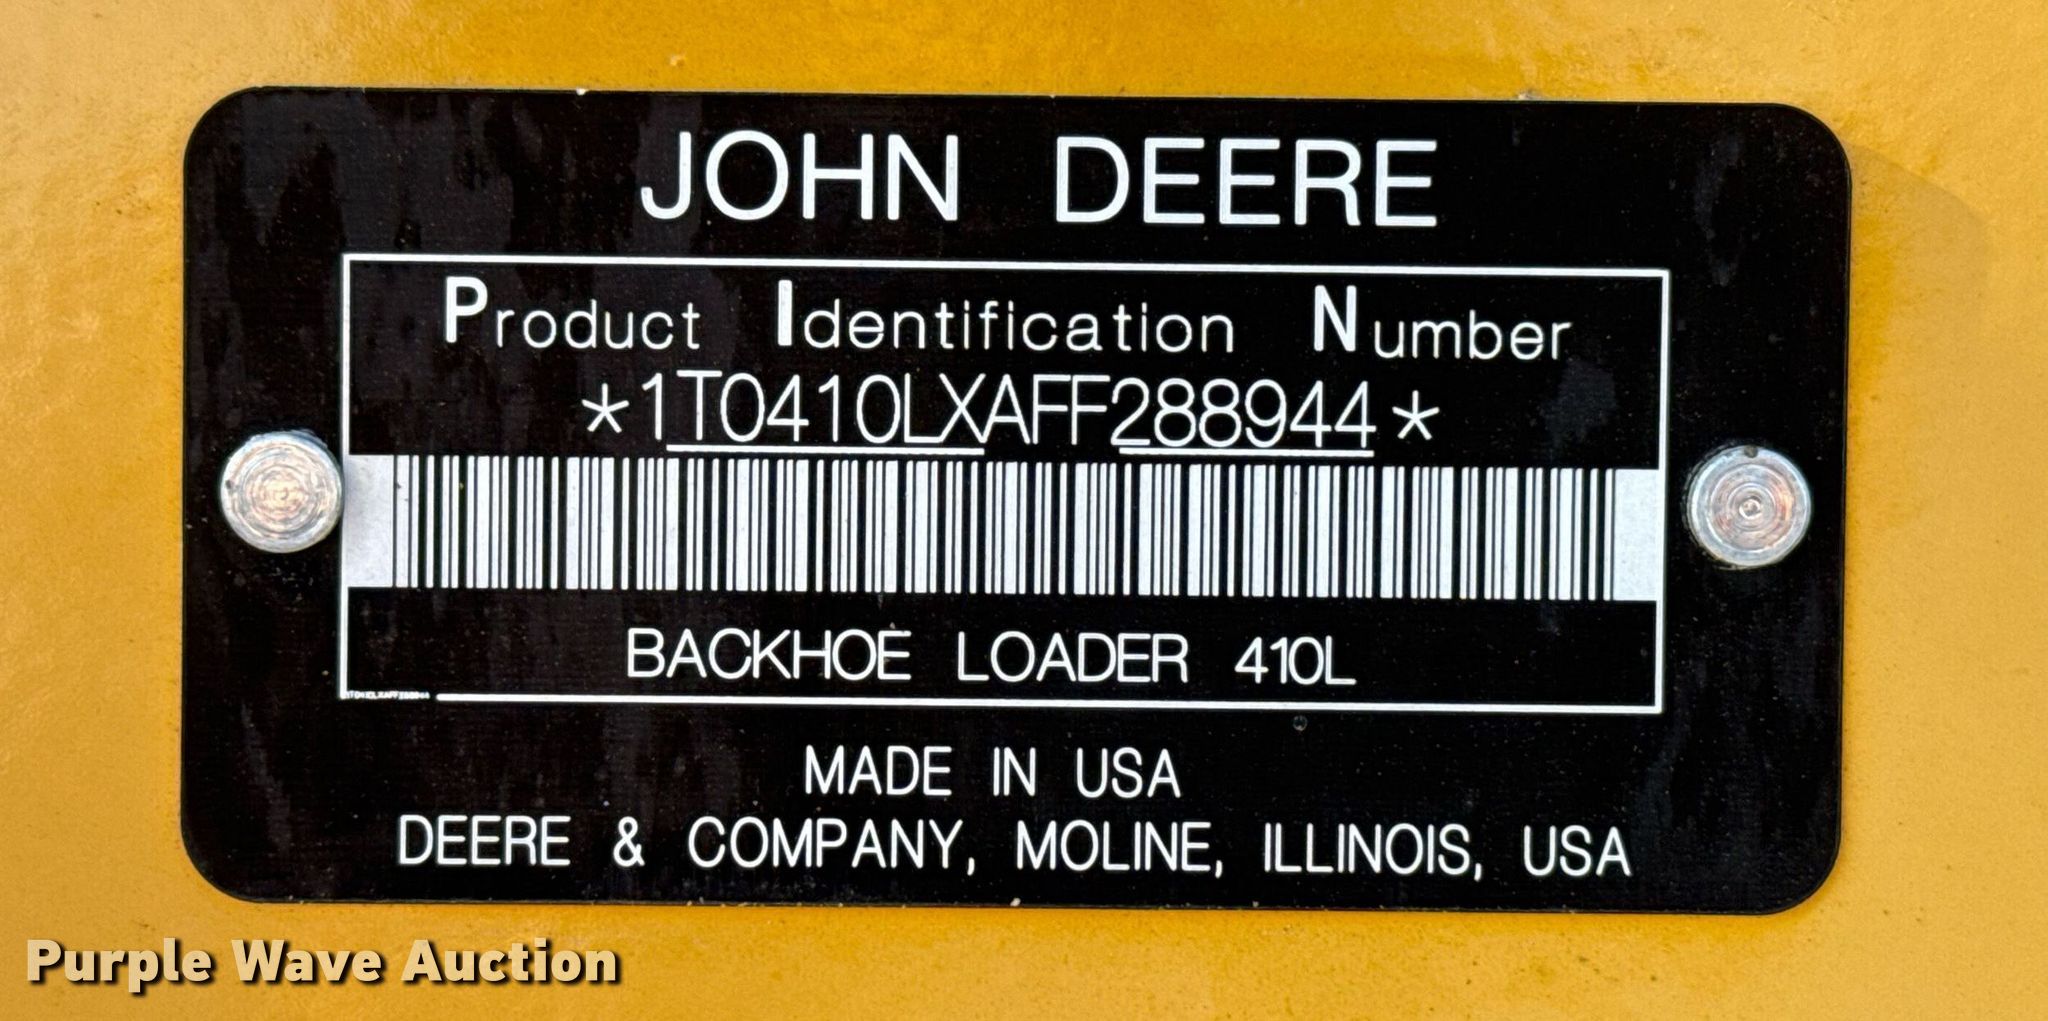 JOHN DEERE
Product Identification Number
*1T0410LXAFF288944*
BACKHOE LOADER 410L
1T0410LXAFF288944
MADE IN USA
DEERE & COMPANY, MOLINE, ILLINOIS, USA
Purple Wave Auction